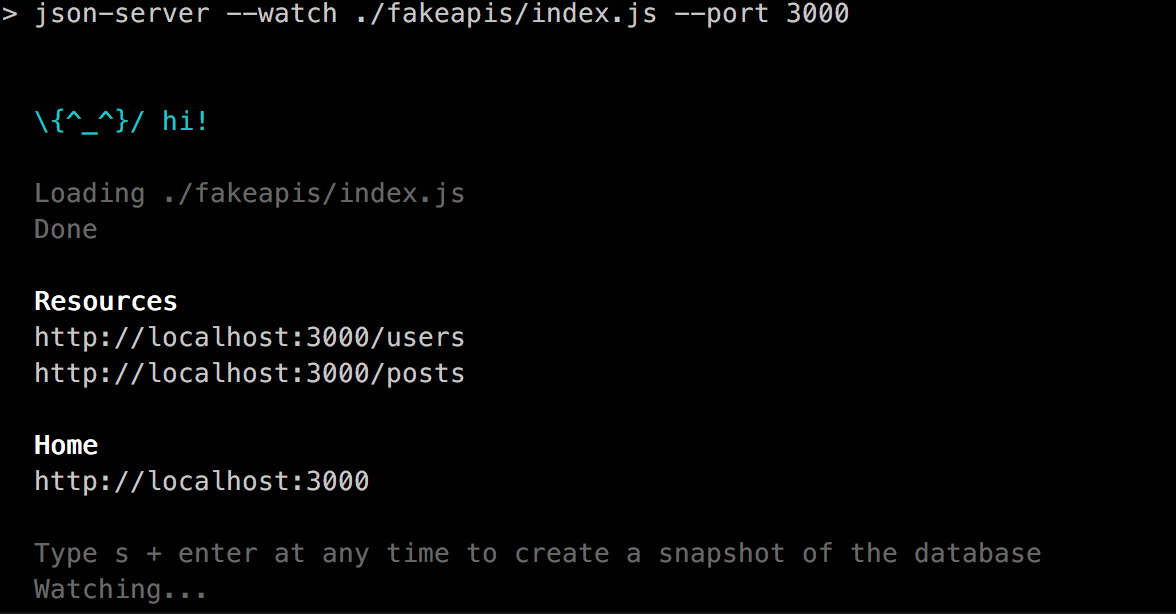 > json-server --watch ./fakeapis/index.js --port 3000
\{^_^}/ hi!
Loading ./fakeapis/index.js
Done
Resources
http://localhost:3000/users
http://localhost:3000/posts
Home
http://localhost:3000
Type s + enter at any time to create a snapshot of the database
Watching...